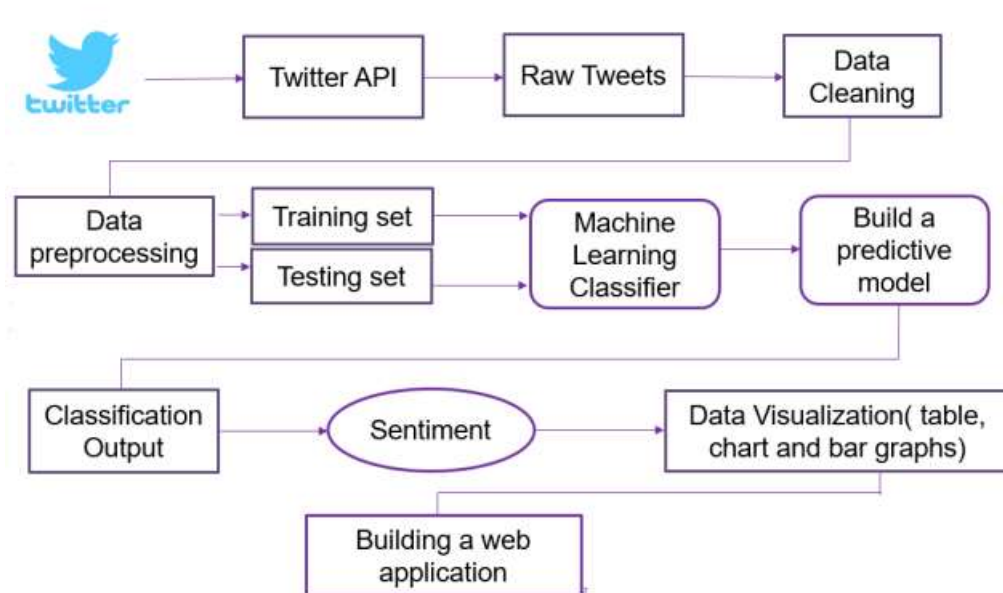 twitter
Twitter API
Raw Tweets
Data
Cleaning
Data
preprocessing
Training set
Testing set
Machine
Learning
Classifier
Build a
predictive
model
Classification
Output
Sentiment
Data Visualization( table,
chart and bar graphs)
Building a web
application